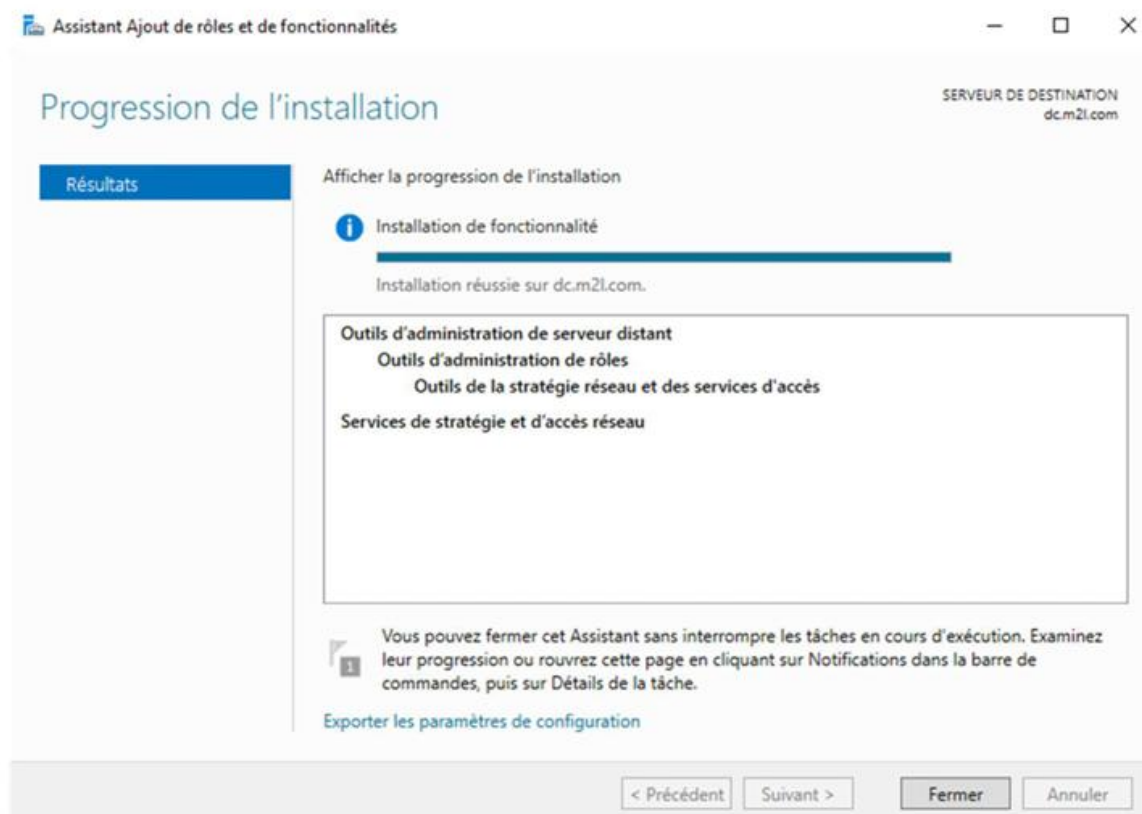 Assistant Ajout de rôles et de fonctionnalités
Progression de l'installation
SERVEUR DE DESTINATION
dc.m2l.com
Résultats
Afficher la progression de l'installation
Installation de fonctionnalité
Installation réussie sur dc.m2l.com.
Outils d'administration de serveur distant
Outils d'administration de rôles
Outils de la stratégie réseau et des services d'accès
Services de stratégie et d'accès réseau
Vous pouvez fermer cet Assistant sans interrompre les tâches en cours d'exécution. Examinez
leur progression ou rouvrez cette page en cliquant sur Notifications dans la barre de
commandes, puis sur Détails de la tâche.
1
Exporter les paramètres de configuration
< Précédent
Suivant >
Fermer
Annuler